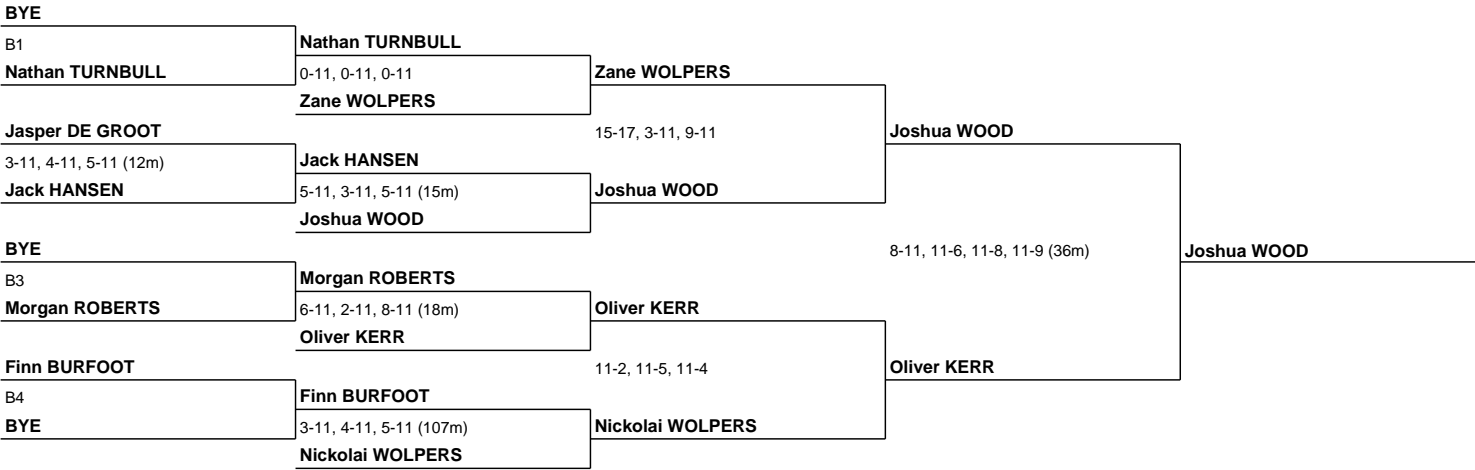 BYE
B1
Nathan TURNBULL
Nathan TURNBULL
0-11, 0-11, 0-11
Zane WOLPERS
Zane WOLPERS
Jasper DE GROOT
3-11, 4-11, 5-11 (12m)
Jack HANSEN
Jack HANSEN
5-11, 3-11, 5-11 (15m)
Joshua WOOD
15-17, 3-11, 9-11
Joshua WOOD
Joshua WOOD
BYE
B3
Morgan ROBERTS
Morgan ROBERTS
6-11, 2-11, 8-11 (18m)
Oliver KERR
Oliver KERR
8-11, 11-6, 11-8, 11-9 (36m)
Joshua WOOD
Finn BURFOOT
B4
BYE
Finn BURFOOT
3-11, 4-11, 5-11 (107m)
Nickolai WOLPERS
11-2, 11-5, 11-4
Nickolai WOLPERS
Oliver KERR